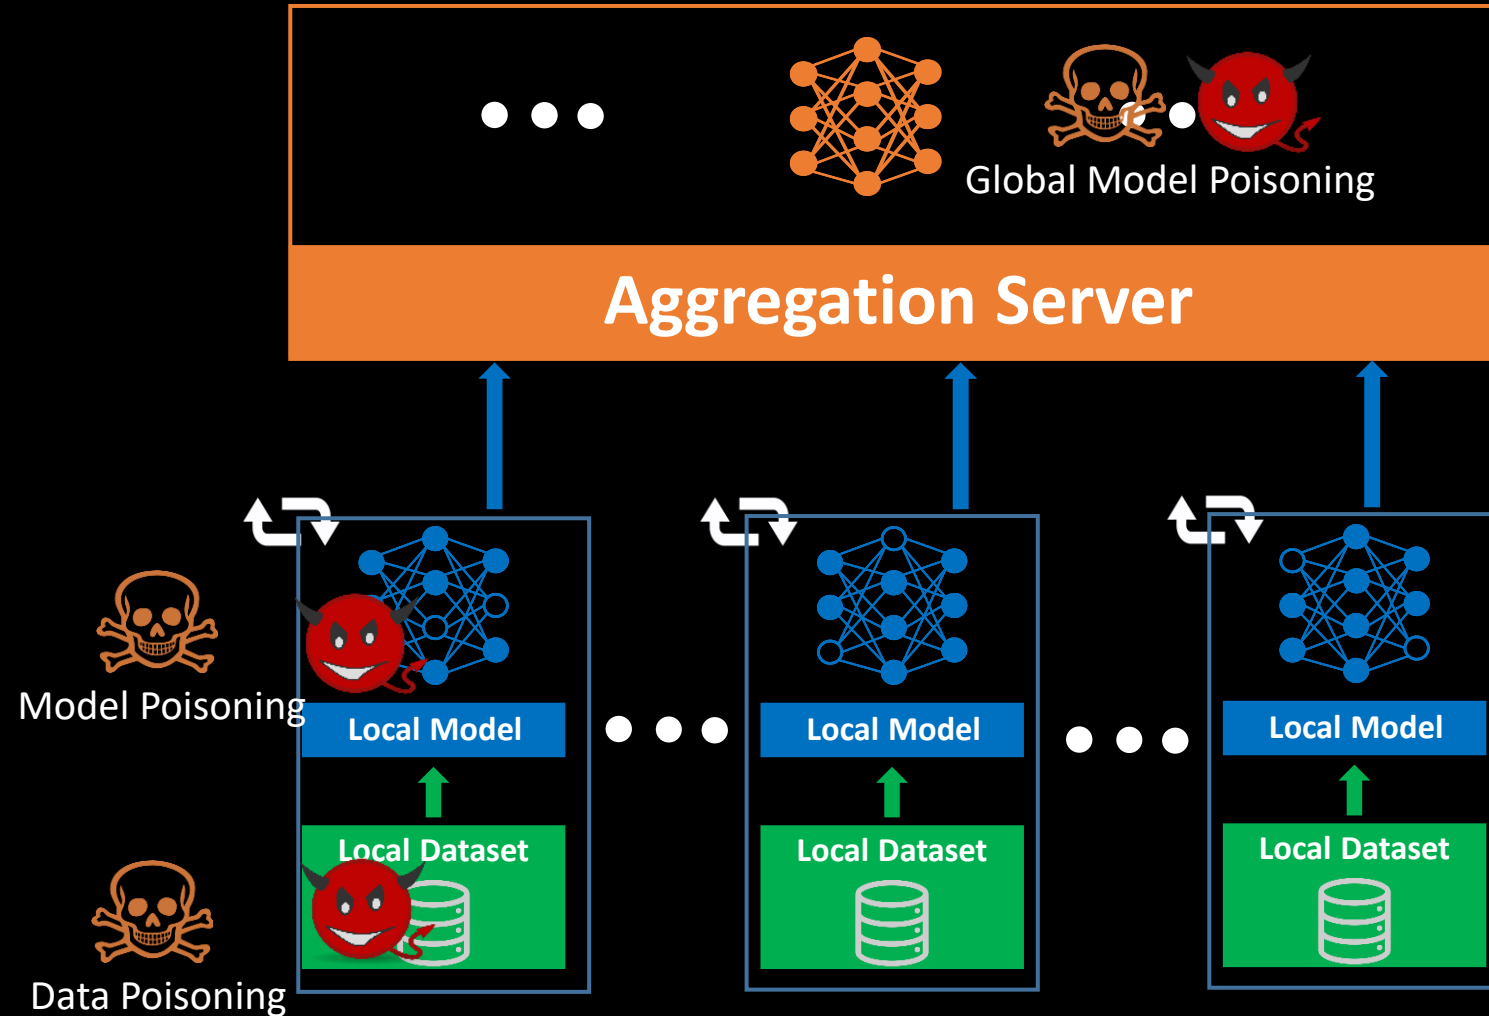 Global Model Poisoning
Aggregation Server
Model Poisoning
Local Model
Local Model
Local Model
Local Dataset
Local Dataset
Local Dataset
Data Poisoning